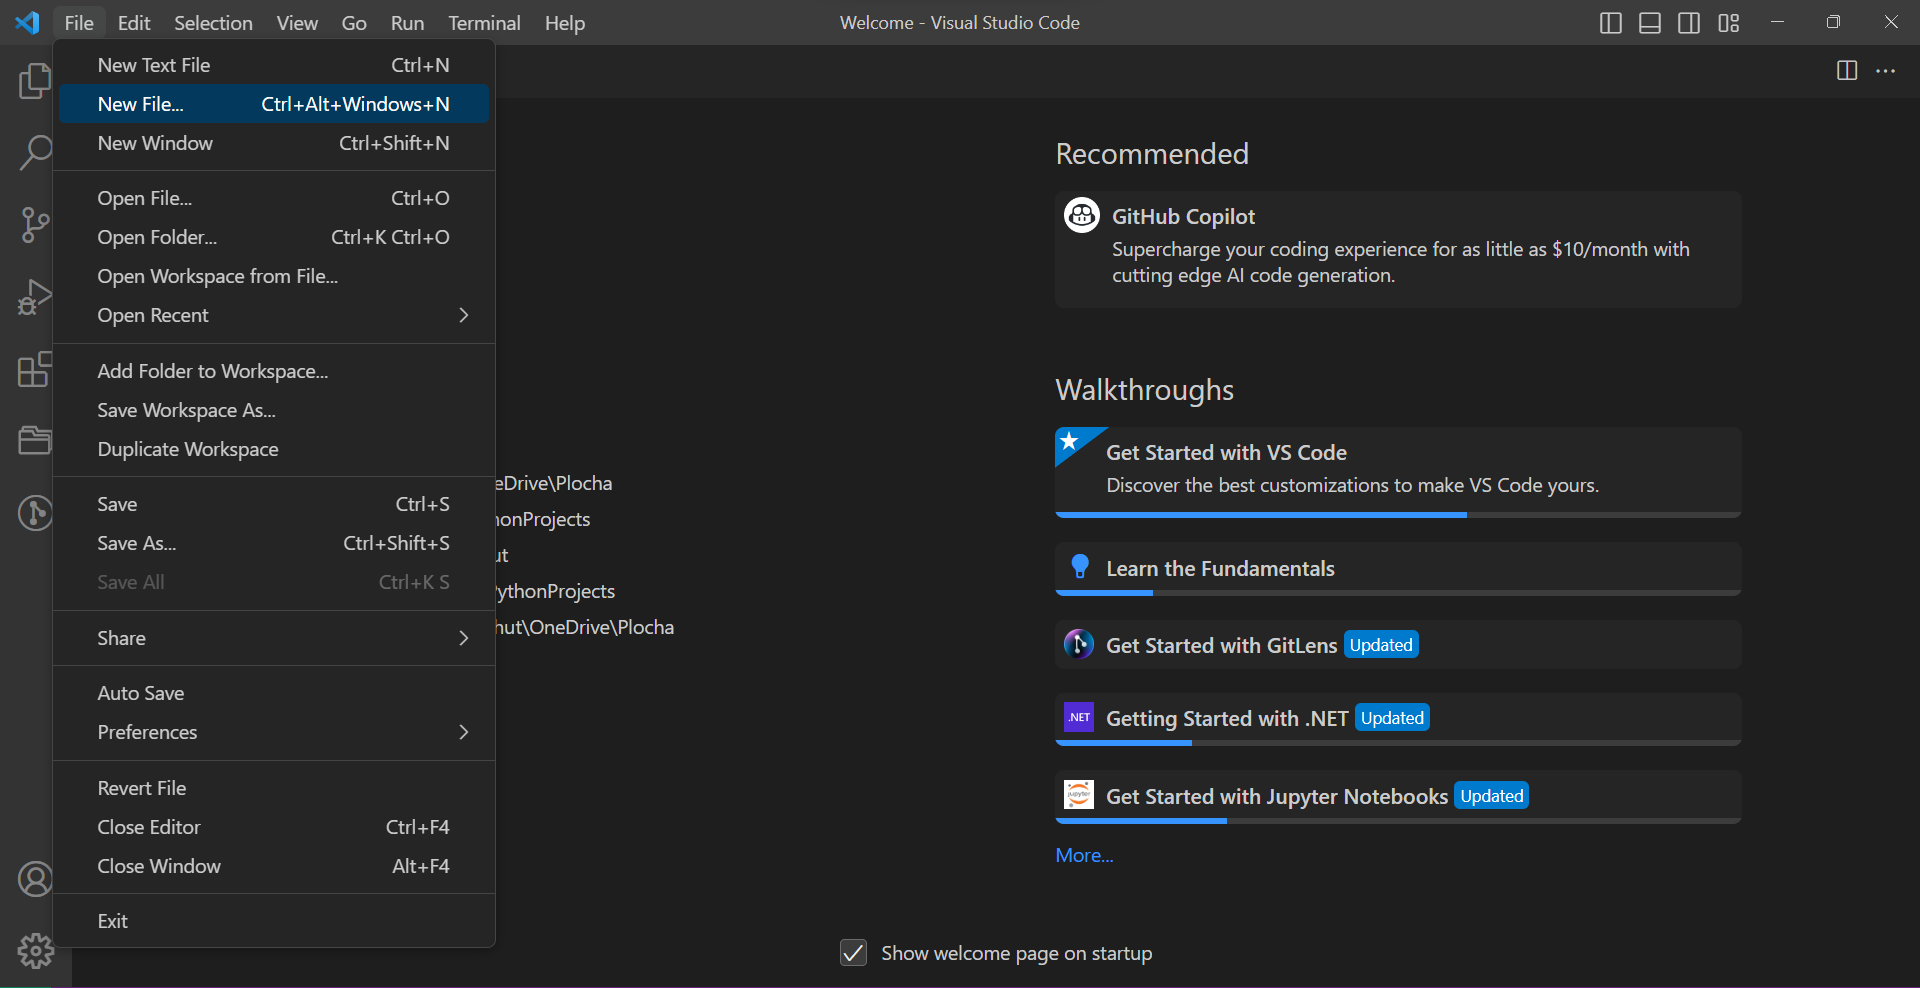 File Edit Selection View Go Run Terminal Help
Welcome - Visual Studio Code
New Text File Ctrl+N
New File... Ctrl+Alt+Windows+N
New Window Ctrl+Shift+N
Open File... Ctrl+O
Open Folder... Ctrl+K Ctrl+O
Open Workspace from File...
Open Recent
Add Folder to Workspace...
Save Workspace As...
Duplicate Workspace
Save Ctrl+S
Save As... Ctrl+Shift+S
Save All Ctrl+K S
Share
Auto Save
Preferences
Revert File
Close Editor Ctrl+F4
Close Window Alt+F4
Exit
eDrive\Plocha
onProjects
ut
ythonProjects
hut\OneDrive\Plocha
Recommended
GitHub Copilot
Supercharge your coding experience for as little as $10/month with
cutting edge AI code generation.
Walkthroughs
Get Started with VS Code
Discover the best customizations to make VS Code yours.
Learn the Fundamentals
Get Started with GitLens Updated
.NET Getting Started with .NET Updated
jupyter Get Started with Jupyter Notebooks Updated
More...
Show welcome page on startup